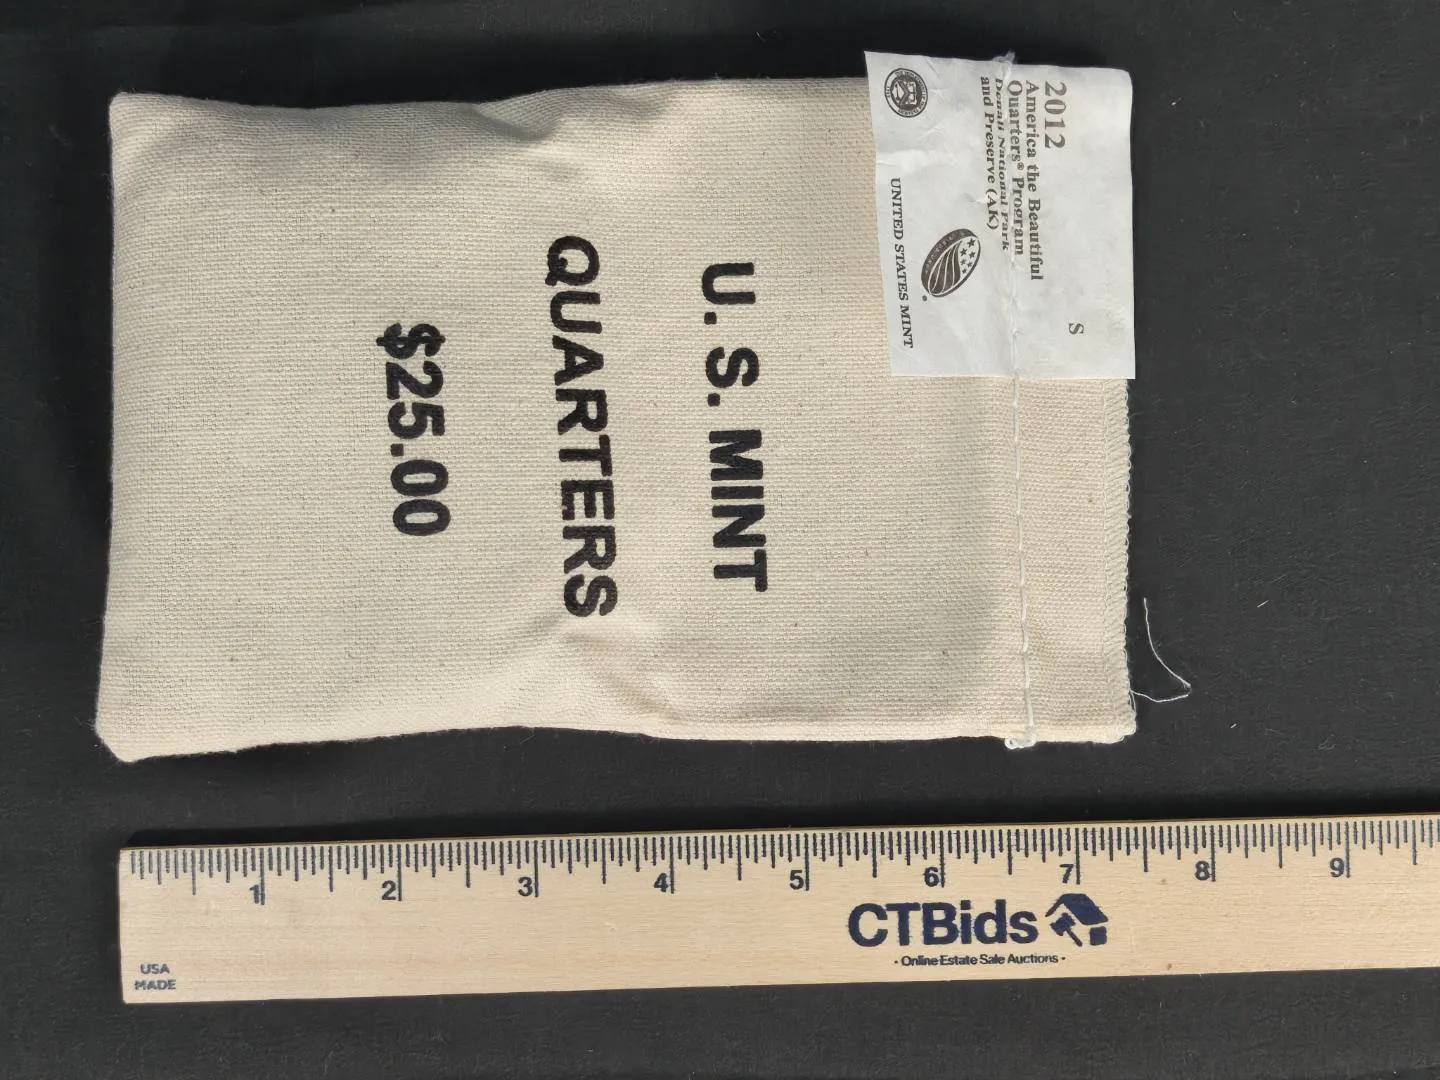 2012
America the Beautiful
Quarters® Program
Denali National Park
and Preserve (AK)
S
UNITED STATES MINT
U. S. MINT
QUARTERS
$25.00
1 2 3 4 5 6 7 8 9
CTBids
· Online Estate Sale Auctions ·
USA
MADE